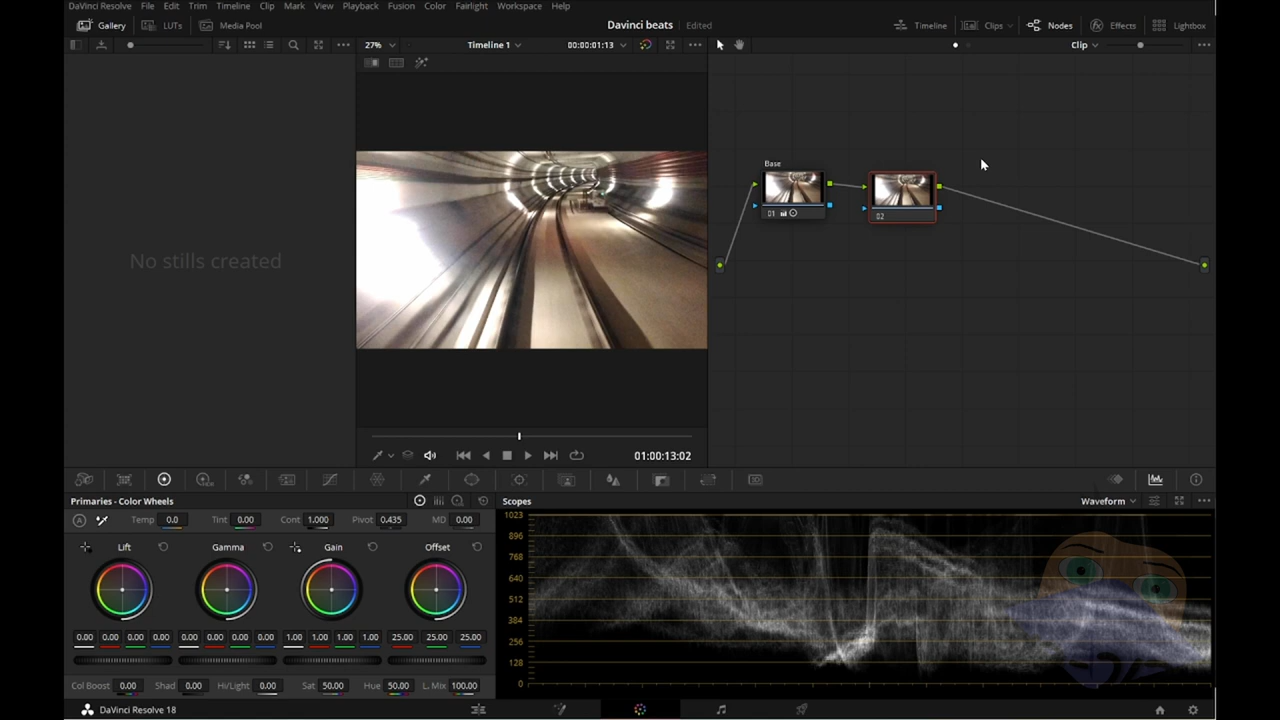 DaVinci Resolve File Edit Trim Timeline Clip Mark View Playback Fusion Color Fairlight Workspace Help
Gallery LUTs Media Pool Davinci beats Edited Timeline Clips Nodes Effects Lightbox
27% Timeline 1 00:00:01:13 Clip
Base
01
02
No stills created
01:00:13:02
Primaries - Color Wheels
Scopes
Waveform
A Temp 0.0 Tint 0.00 Cont 1.000 Pivot 0.435 MD 0.00
Lift Gamma Gain Offset
0.00 0.00 0.00 0.00 0.00 0.00 0.00 0.00 1.00 1.00 1.00 1.00 25.00 25.00 25.00
Col Boost 0.00 Shad 0.00 Hi/Light 0.00 Sat 50.00 Hue 50.00 L. Mix 100.00
1023
896
768
640
512
384
256
128
0
DaVinci Resolve 18